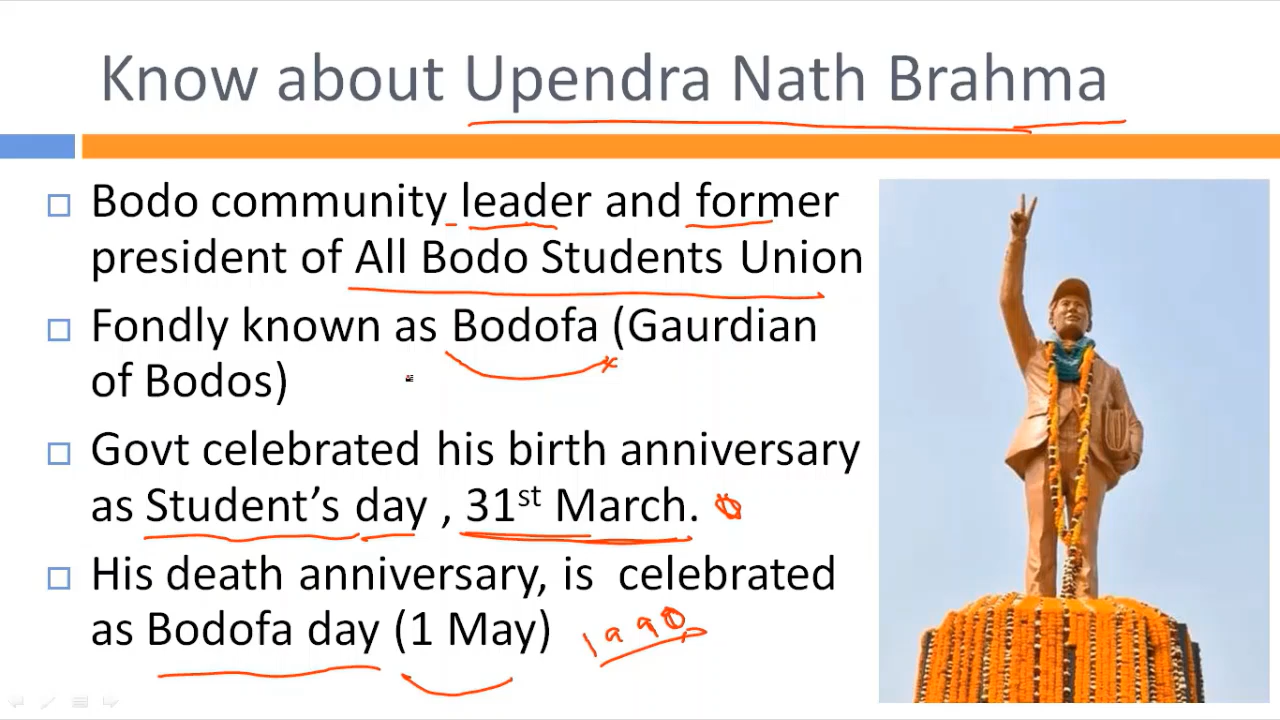 Know about Upendra Nath Brahma
Bodo community leader and former
president of All Bodo Students Union
Fondly known as Bodofa (Gaurdian
of Bodos)
Govt celebrated his birth anniversary
as Student’s day , 31st March.
His death anniversary, is celebrated
as Bodofa day (1 May) 1990